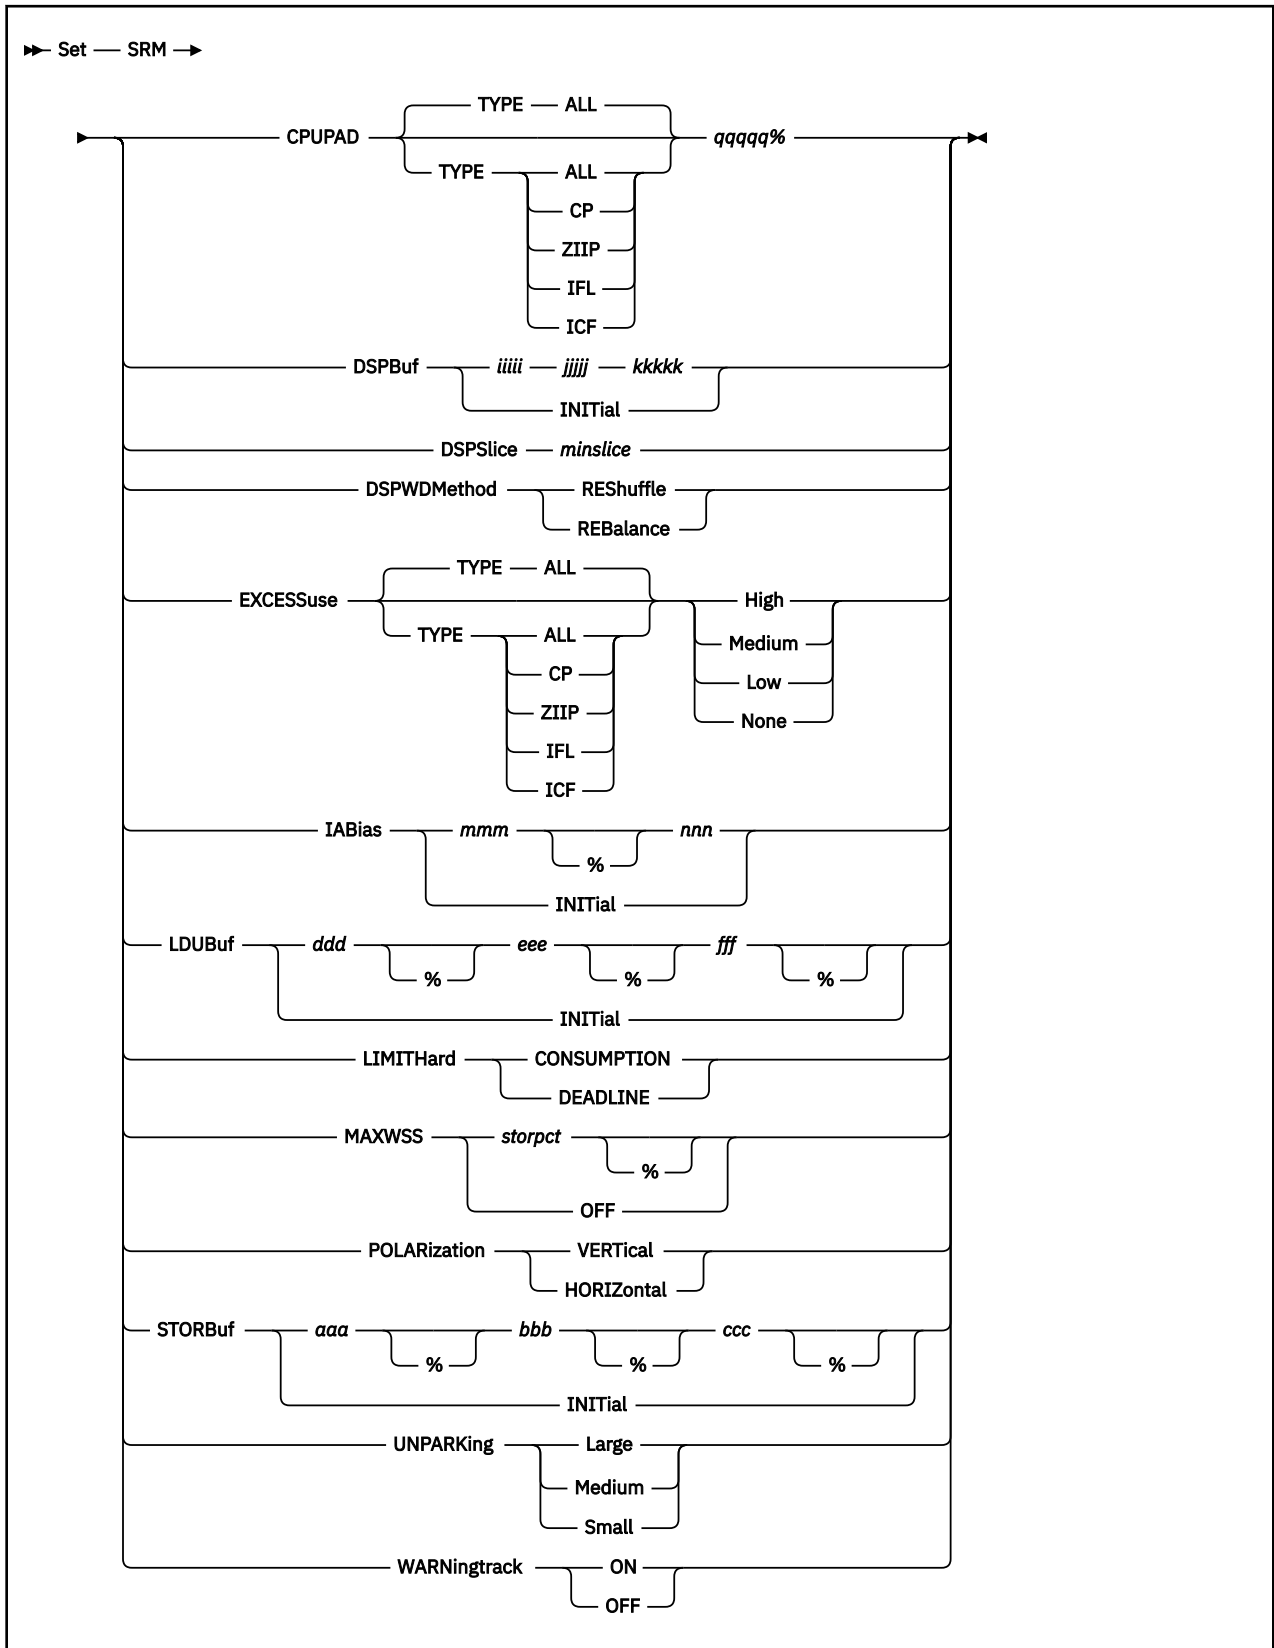 Set SRM
TYPE ALL
CPUPAD qqqqq%
TYPE ALL
CP
ZIIP
IFL
ICF
DSPBuf iiiii jjjjj kkkkk
INITial
DSPSlice minslice
DSPWDMethod REShuffle
REBalance
TYPE ALL
EXCESSuse High
TYPE ALL Medium
CP Low
ZIIP None
IFL
ICF
IABias mmm nnn
%
INITial
LDUBuf ddd eee fff
% % %
INITial
LIMITHard CONSUMPTION
DEADLINE
MAXWSS storpct
%
OFF
POLARization VERTical
HORIZontal
STORBuf aaa bbb ccc
% % %
INITial
UNPARKing Large
Medium
Small
WARNingtrack ON
OFF